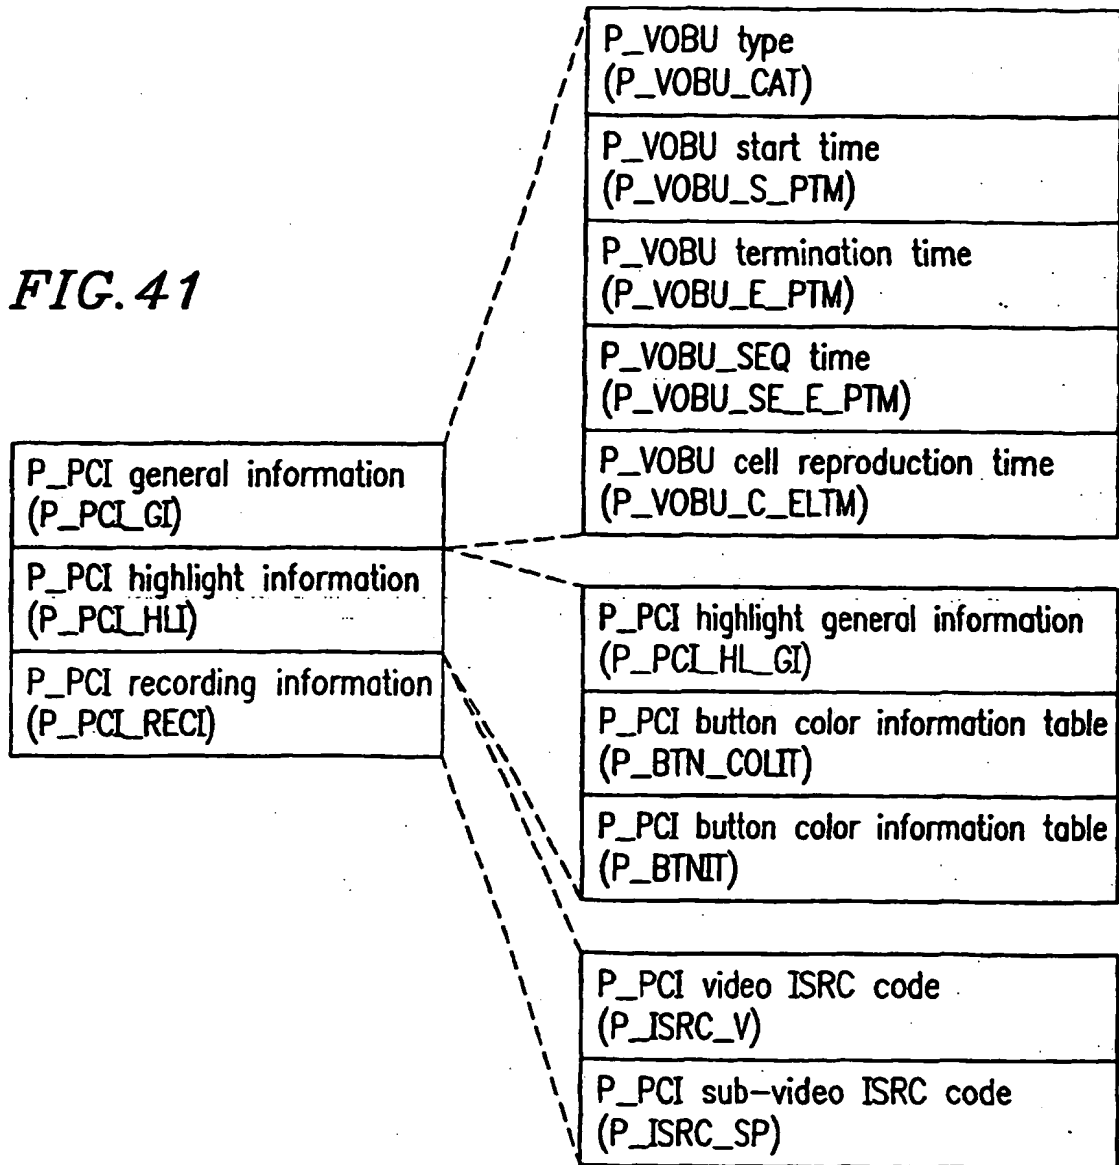 FIG. 41
P_PCI general information
(P_PCI_GI)
P_PCI highlight information
(P_PCI_HLI)
P_PCI recording information
(P_PCI_RECI)
P_VOBU type
(P_VOBU_CAT)
P_VOBU start time
(P_VOBU_S_PTM)
P_VOBU termination time
(P_VOBU_E_PTM)
P_VOBU_SEQ time
(P_VOBU_SE_E_PTM)
P_VOBU cell reproduction time
(P_VOBU_C_ELTM)
P_PCI highlight general information
(P_PCI_HL_GI)
P_PCI button color information table
(P_BTN_COLIT)
P_PCI button color information table
(P_BTNIT)
P_PCI video ISRC code
(P_ISRC_V)
P_PCI sub-video ISRC code
(P_ISRC_SP)